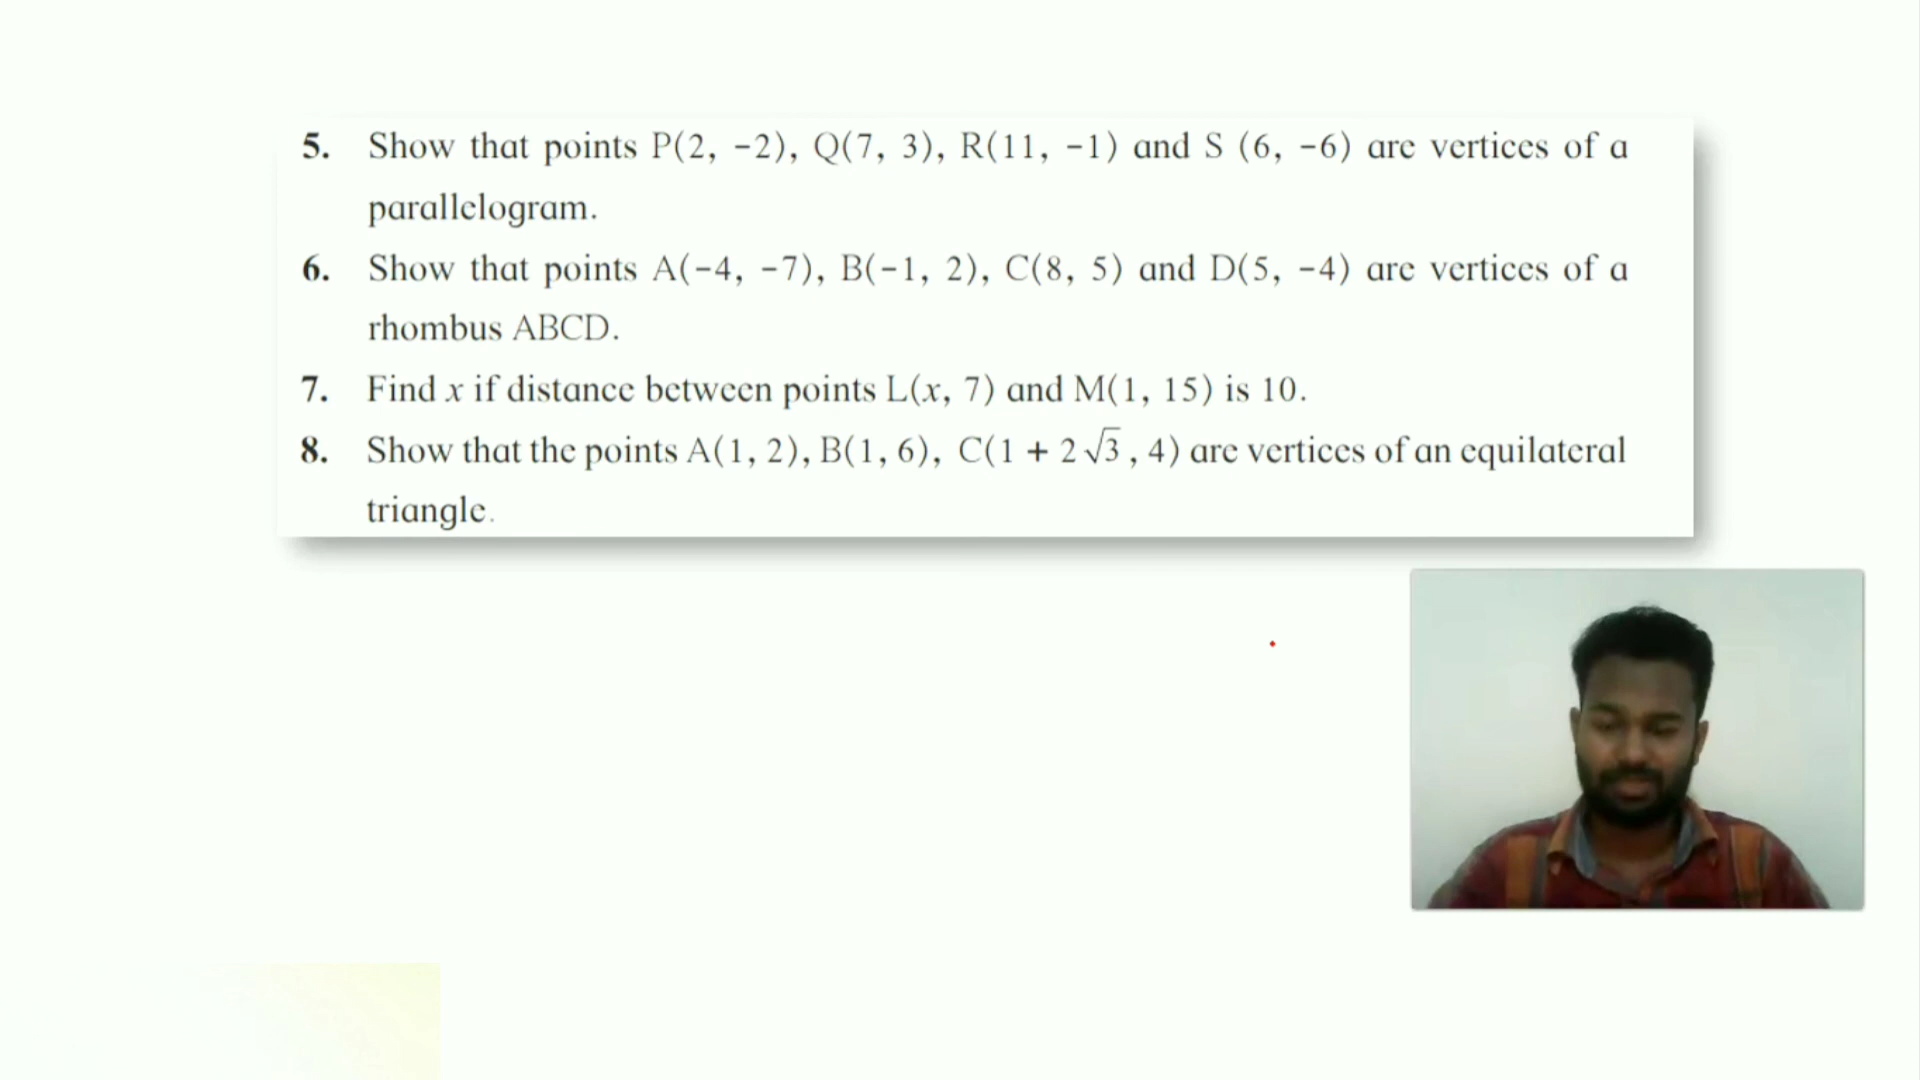 5. Show that points P(2, -2), Q(7, 3), R(11, -1) and S (6, -6) are vertices of a
parallelogram.
6. Show that points A(-4, -7), B(-1, 2), C(8, 5) and D(5, -4) are vertices of a
rhombus ABCD.
7. Find x if distance between points L(x, 7) and M(1, 15) is 10.
8. Show that the points A(1, 2), B(1, 6), C(1 + 2√3, 4) are vertices of an equilateral
triangle.